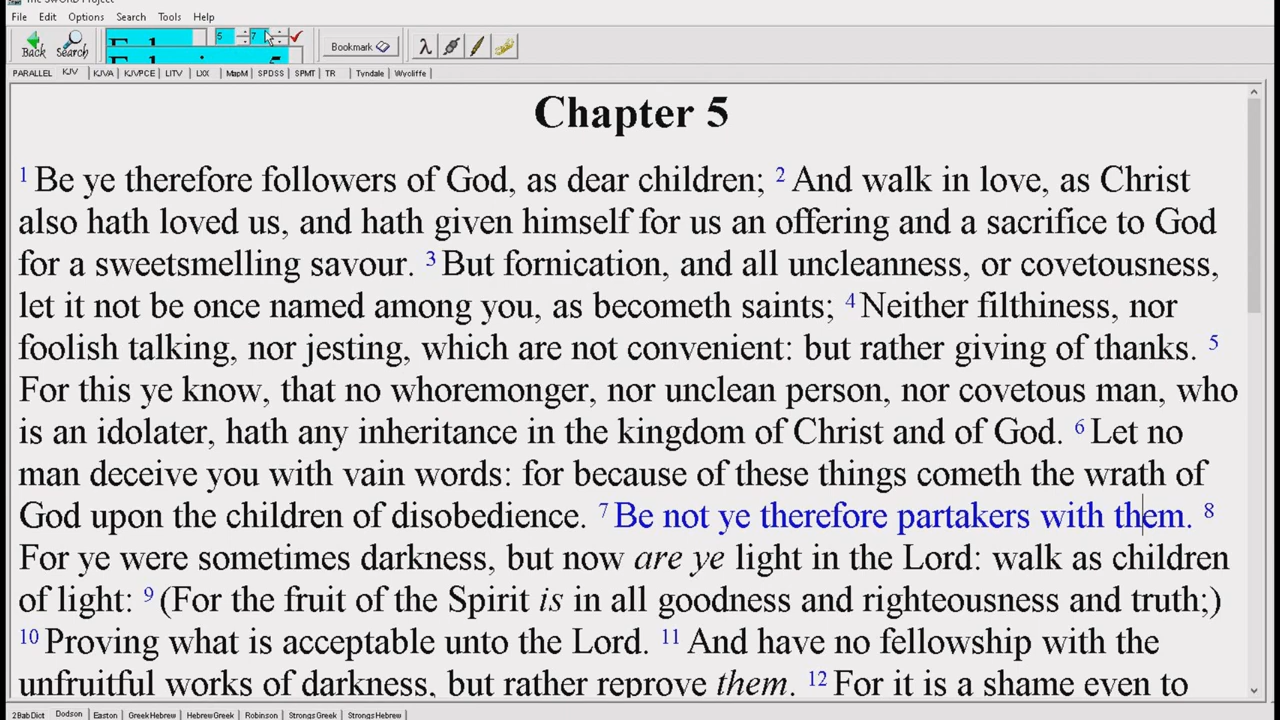 The SWORD Project
File Edit Options Search Tools Help
5 7
Back Search Bookmark λ
PARALLEL KJV KJVA KJVPCE LITV LXX MapM SPDSS SPMT TR Tyndale Wycliffe
Chapter 5
1 Be ye therefore followers of God, as dear children; 2 And walk in love, as Christ
also hath loved us, and hath given himself for us an offering and a sacrifice to God
for a sweetsmelling savour. 3 But fornication, and all uncleanness, or covetousness,
let it not be once named among you, as becometh saints; 4 Neither filthiness, nor
foolish talking, nor jesting, which are not convenient: but rather giving of thanks. 5
For this ye know, that no whoremonger, nor unclean person, nor covetous man, who
is an idolater, hath any inheritance in the kingdom of Christ and of God. 6 Let no
man deceive you with vain words: for because of these things cometh the wrath of
God upon the children of disobedience. 7 Be not ye therefore partakers with them. 8
For ye were sometimes darkness, but now are ye light in the Lord: walk as children
of light: 9 (For the fruit of the Spirit is in all goodness and righteousness and truth;)
10 Proving what is acceptable unto the Lord. 11 And have no fellowship with the
unfruitful works of darkness, but rather reprove them. 12 For it is a shame even to
2BabDict Dodson Easton GreekHebrew HebrewGreek Robinson StrongsGreek StrongsHebrew